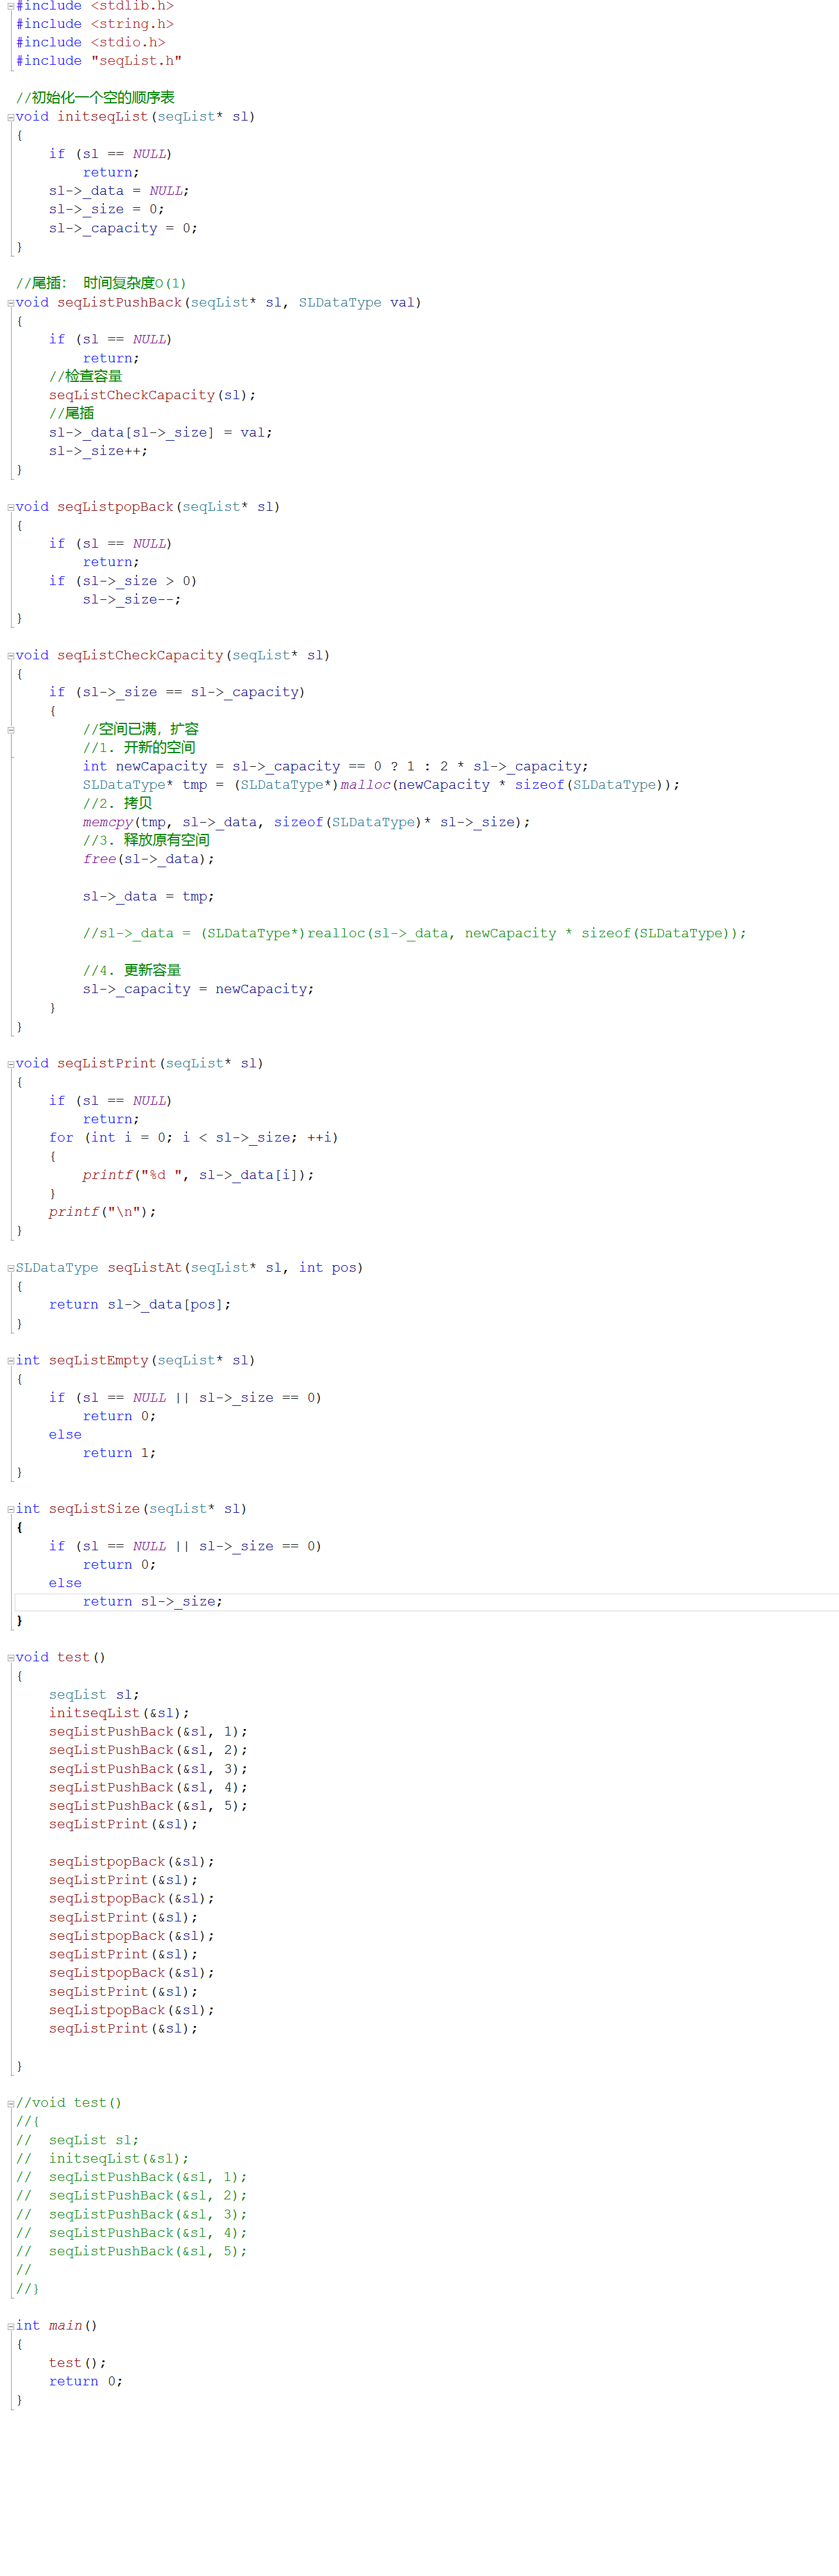 #include <stdlib.h>
#include <string.h>
#include <stdio.h>
#include "seqList.h"

//初始化一个空的顺序表
void initseqList(seqList* sl)
{
    if (sl == NULL)
        return;
    sl->_data = NULL;
    sl->_size = 0;
    sl->_capacity = 0;
}

//尾插： 时间复杂度O(1)
void seqListPushBack(seqList* sl, SLDataType val)
{
    if (sl == NULL)
        return;
    //检查容量
    seqListCheckCapacity(sl);
    //尾插
    sl->_data[sl->_size] = val;
    sl->_size++;
}

void seqListpopBack(seqList* sl)
{
    if (sl == NULL)
        return;
    if (sl->_size > 0)
        sl->_size--;
}

void seqListCheckCapacity(seqList* sl)
{
    if (sl->_size == sl->_capacity)
    {
        //空间已满，扩容
        //1. 开新的空间
        int newCapacity = sl->_capacity == 0 ? 1 : 2 * sl->_capacity;
        SLDataType* tmp = (SLDataType*)malloc(newCapacity * sizeof(SLDataType));
        //2. 拷贝
        memcpy(tmp, sl->_data, sizeof(SLDataType)* sl->_size);
        //3. 释放原有空间
        free(sl->_data);

        sl->_data = tmp;

        //sl->_data = (SLDataType*)realloc(sl->_data, newCapacity * sizeof(SLDataType));

        //4. 更新容量
        sl->_capacity = newCapacity;
    }
}

void seqListPrint(seqList* sl)
{
    if (sl == NULL)
        return;
    for (int i = 0; i < sl->_size; ++i)
    {
        printf("%d ", sl->_data[i]);
    }
    printf("\n");
}

SLDataType seqListAt(seqList* sl, int pos)
{
    return sl->_data[pos];
}

int seqListEmpty(seqList* sl)
{
    if (sl == NULL || sl->_size == 0)
        return 0;
    else
        return 1;
}

int seqListSize(seqList* sl)
{
    if (sl == NULL || sl->_size == 0)
        return 0;
    else
        return sl->_size;
}

void test()
{
    seqList sl;
    initseqList(&sl);
    seqListPushBack(&sl, 1);
    seqListPushBack(&sl, 2);
    seqListPushBack(&sl, 3);
    seqListPushBack(&sl, 4);
    seqListPushBack(&sl, 5);
    seqListPrint(&sl);

    seqListpopBack(&sl);
    seqListPrint(&sl);
    seqListpopBack(&sl);
    seqListPrint(&sl);
    seqListpopBack(&sl);
    seqListPrint(&sl);
    seqListpopBack(&sl);
    seqListPrint(&sl);
    seqListpopBack(&sl);
    seqListPrint(&sl);

}

//void test()
//{
//  seqList sl;
//  initseqList(&sl);
//  seqListPushBack(&sl, 1);
//  seqListPushBack(&sl, 2);
//  seqListPushBack(&sl, 3);
//  seqListPushBack(&sl, 4);
//  seqListPushBack(&sl, 5);
//
//}

int main()
{
    test();
    return 0;
}